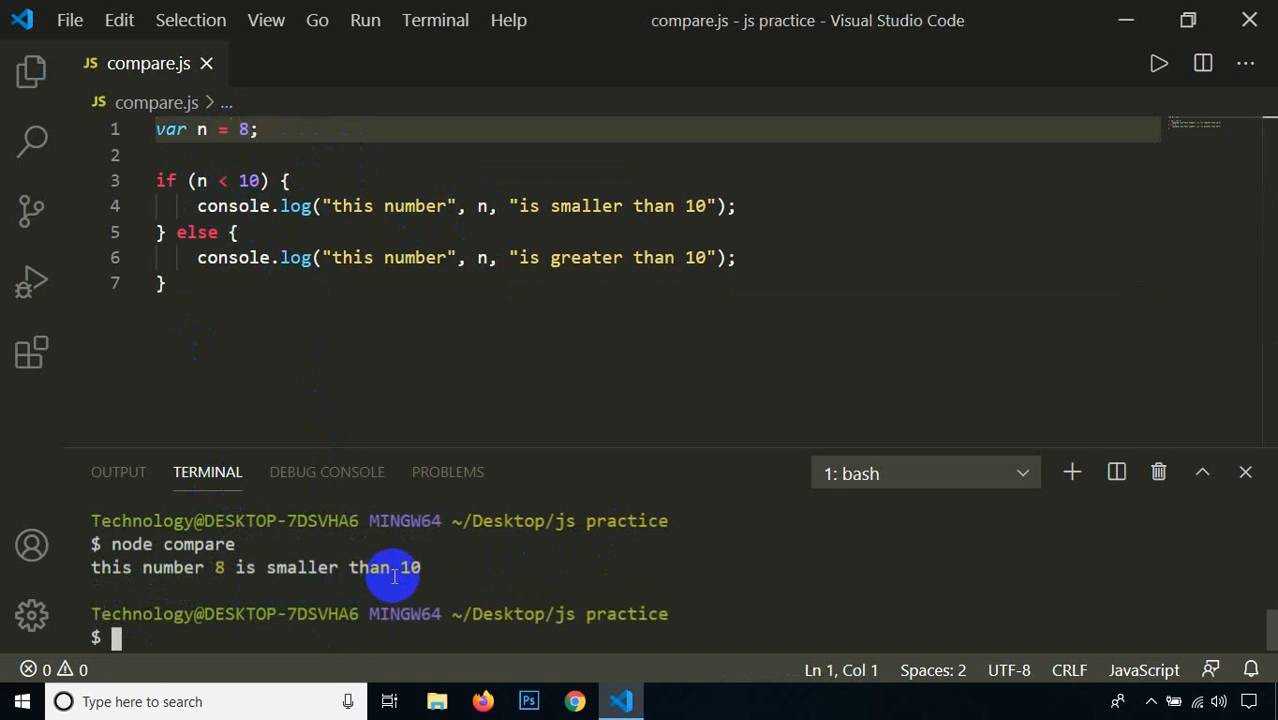 File Edit Selection View Go Run Terminal Help compare.js - js practice - Visual Studio Code
JS compare.js
JS compare.js > ...
1 var n = 8;
2
3 if (n < 10) {
4 console.log("this number", n, "is smaller than 10");
5 } else {
6 console.log("this number", n, "is greater than 10");
7 }
OUTPUT TERMINAL DEBUG CONSOLE PROBLEMS 1: bash
Technology@DESKTOP-7DSVHA6 MINGW64 ~/Desktop/js practice
$ node compare
this number 8 is smaller than 10
Technology@DESKTOP-7DSVHA6 MINGW64 ~/Desktop/js practice
$
0 0 Ln 1, Col 1 Spaces: 2 UTF-8 CRLF JavaScript
Type here to search Ps